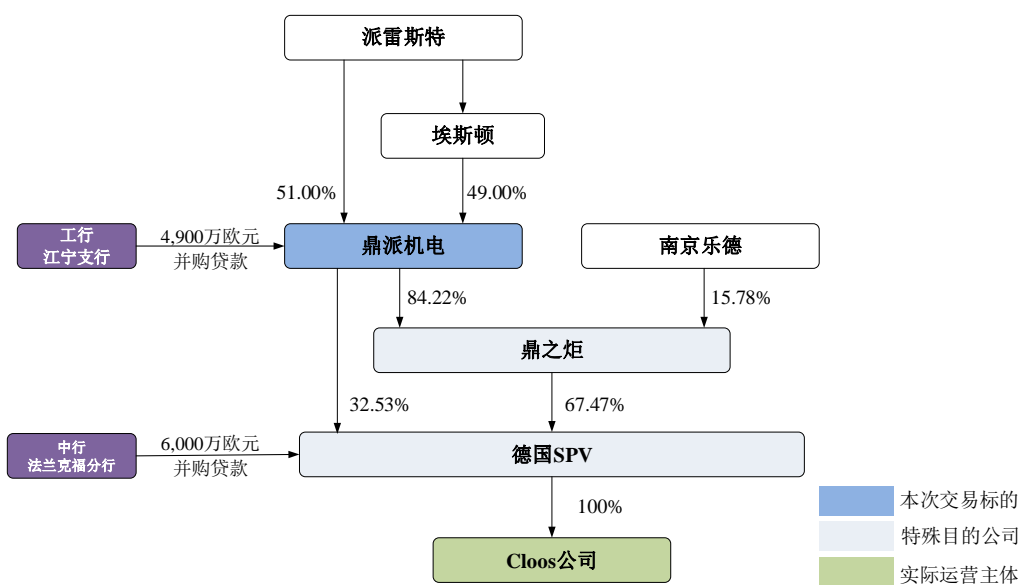 派雷斯特
埃斯顿
51.00%
49.00%
工行
江宁支行
4,900万欧元
并购贷款
鼎派机电
南京乐德
84.22%
15.78%
鼎之炬
32.53%
67.47%
中行
法兰克福分行
6,000万欧元
并购贷款
德国SPV
100%
Cloos公司
本次交易标的
特殊目的公司
实际运营主体